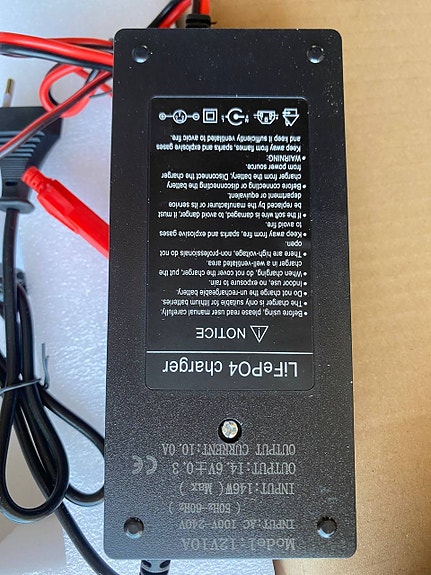 Model:12V10A
INPUT:AC 100V-240V
( 50Hz-60Hz )
INPUT:146W( Max )
OUTPUT:14.6V±0.3
OUTPUT CURRENT:10.0A
CE
LiFePO4 charger
NOTICE
• Before, using, please read user manual carefully.
• The charger is only suitable for lithium batteries.
• Do not charge the un-rechargeable battery.
Indoor use, no exposure to rain.
When charging, do not cover the charger, put the
charger in a well-ventilated area.
• There are high-voltage, non-professionals do not
open.
Keep away from fire, sparks and explosive gases
to avoid fire.
• If the soft wire is damaged, to avoid danger, it must
be replaced by the manufacturer or its service
department or equivalent.
• Before connecting or disconnecting the battery
charger from the battery, Disconnect the charger
from power source.
• WARNING:
Keep away from flames, sparks and explosive gases
and keep it sufficiently ventilated to avoid fire.